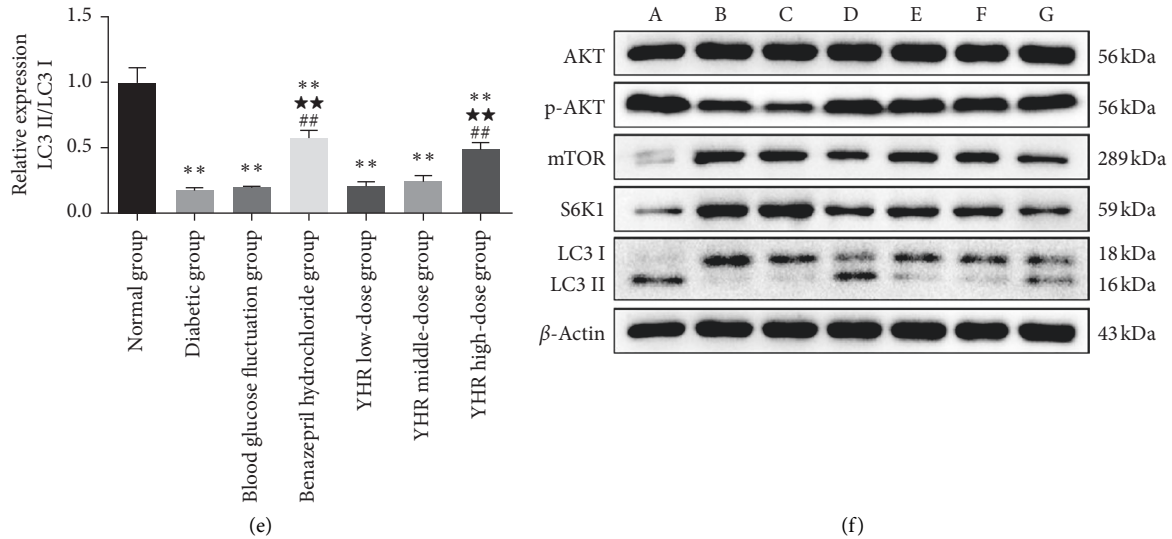 1.5
1.0
0.5
0.0
Relative expression
LC3 II/LC3 I
**
**
**
★★
##
**
**
**
★★
##
Normal group
Diabetic group
Blood glucose fluctuation group
Benazepril hydrochloride group
YHR low-dose group
YHR middle-dose group
YHR high-dose group
(e)
A B C D E F G
AKT 56 kDa
p-AKT 56 kDa
mTOR 289 kDa
S6K1 59 kDa
LC3 I 18 kDa
LC3 II 16 kDa
β-Actin 43 kDa
(f)